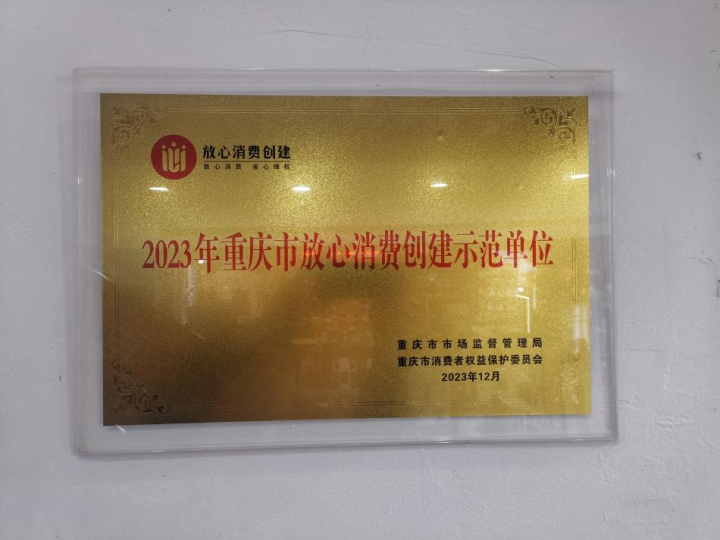 放心消费创建
放心消费 省心维权
2023年重庆市放心消费创建示范单位
重庆市市场监督管理局
重庆市消费者权益保护委员会
2023年12月